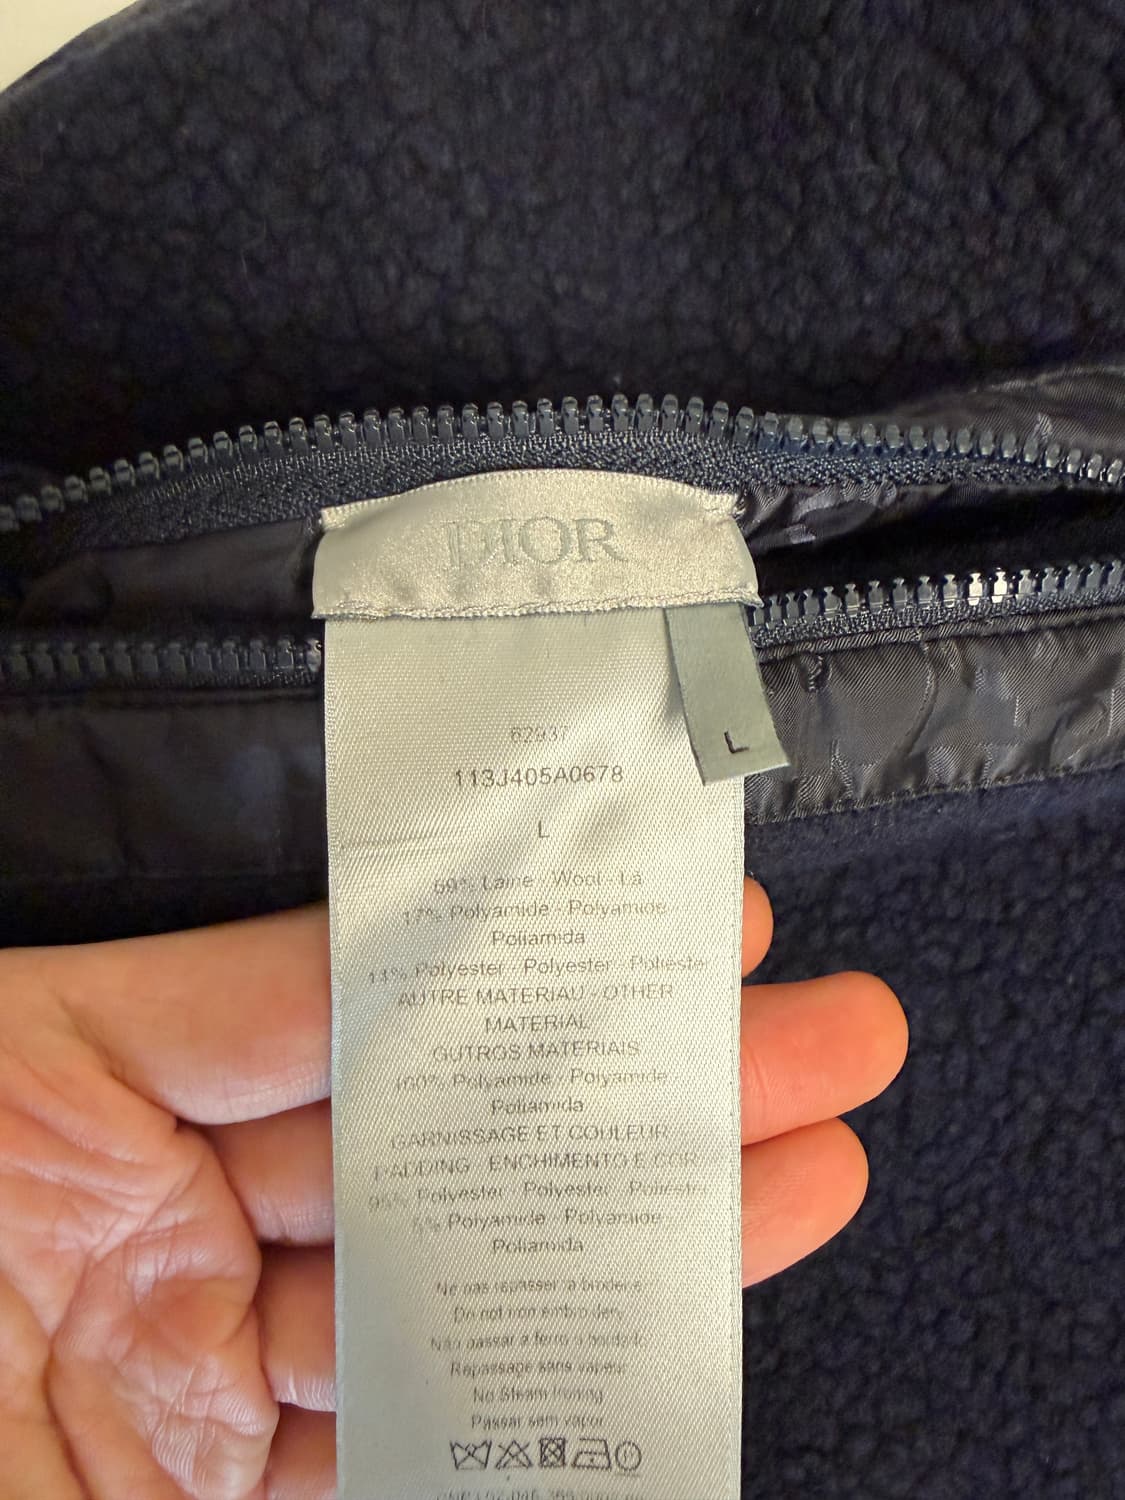 DIOR
L
62937
113J405A0678
L
69% Laine - Wool - Lã
17% Polyamide - Polyamide
Poliamida
14% Polyester - Polyester - Poliéster
AUTRE MATERIAU - OTHER
MATERIAL
OUTROS MATERIAIS
100% Polyamide - Polyamide
Poliamida
GARNISSAGE ET COULEUR
PADDING ENCHIMENTO E COR
95% Polyester - Polyester - Poliéster
5% Polyamide - Polyamide
Poliamida
Ne pas repasser la broderie
Do not iron embroidery
Não passar a ferro o bordado
Repassage sans vapeur
No Steam Ironing
Passar sem vapor